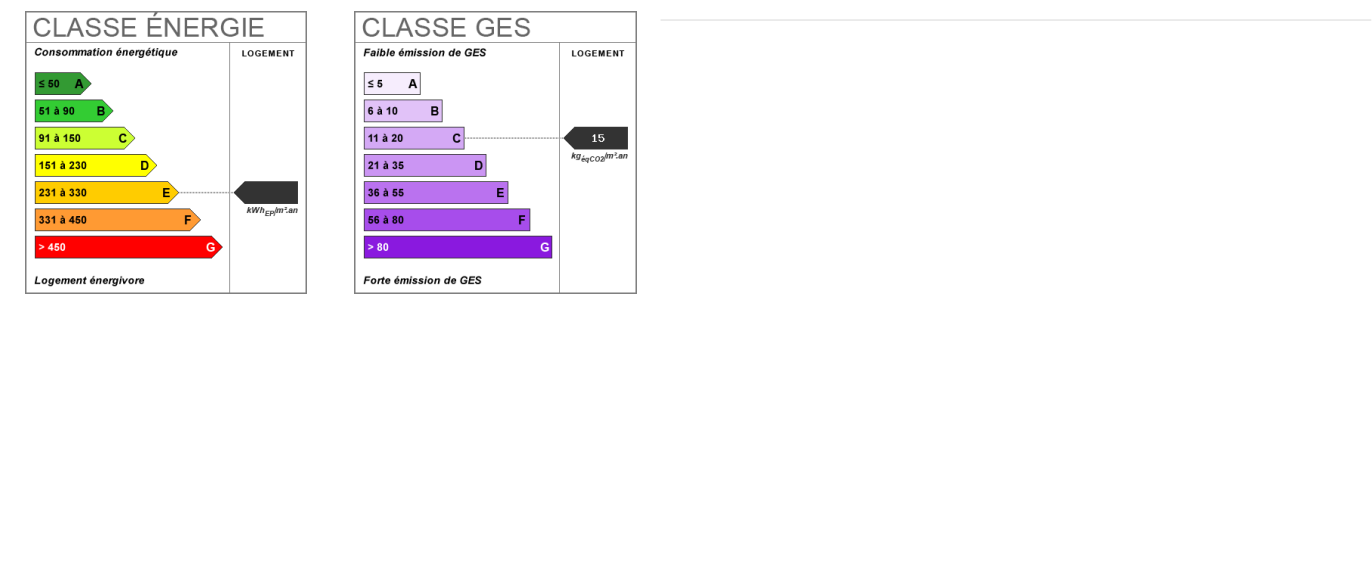 CLASSE ÉNERGIE
Consommation énergétique
LOGEMENT
≤ 50 A
51 à 90 B
91 à 150 C
151 à 230 D
231 à 330 E
kWhEP/m².an
331 à 450 F
> 450 G
Logement énergivore
CLASSE GES
Faible émission de GES
LOGEMENT
≤ 5 A
6 à 10 B
11 à 20 C
15
kgéqCO2/m².an
21 à 35 D
36 à 55 E
56 à 80 F
> 80 G
Forte émission de GES